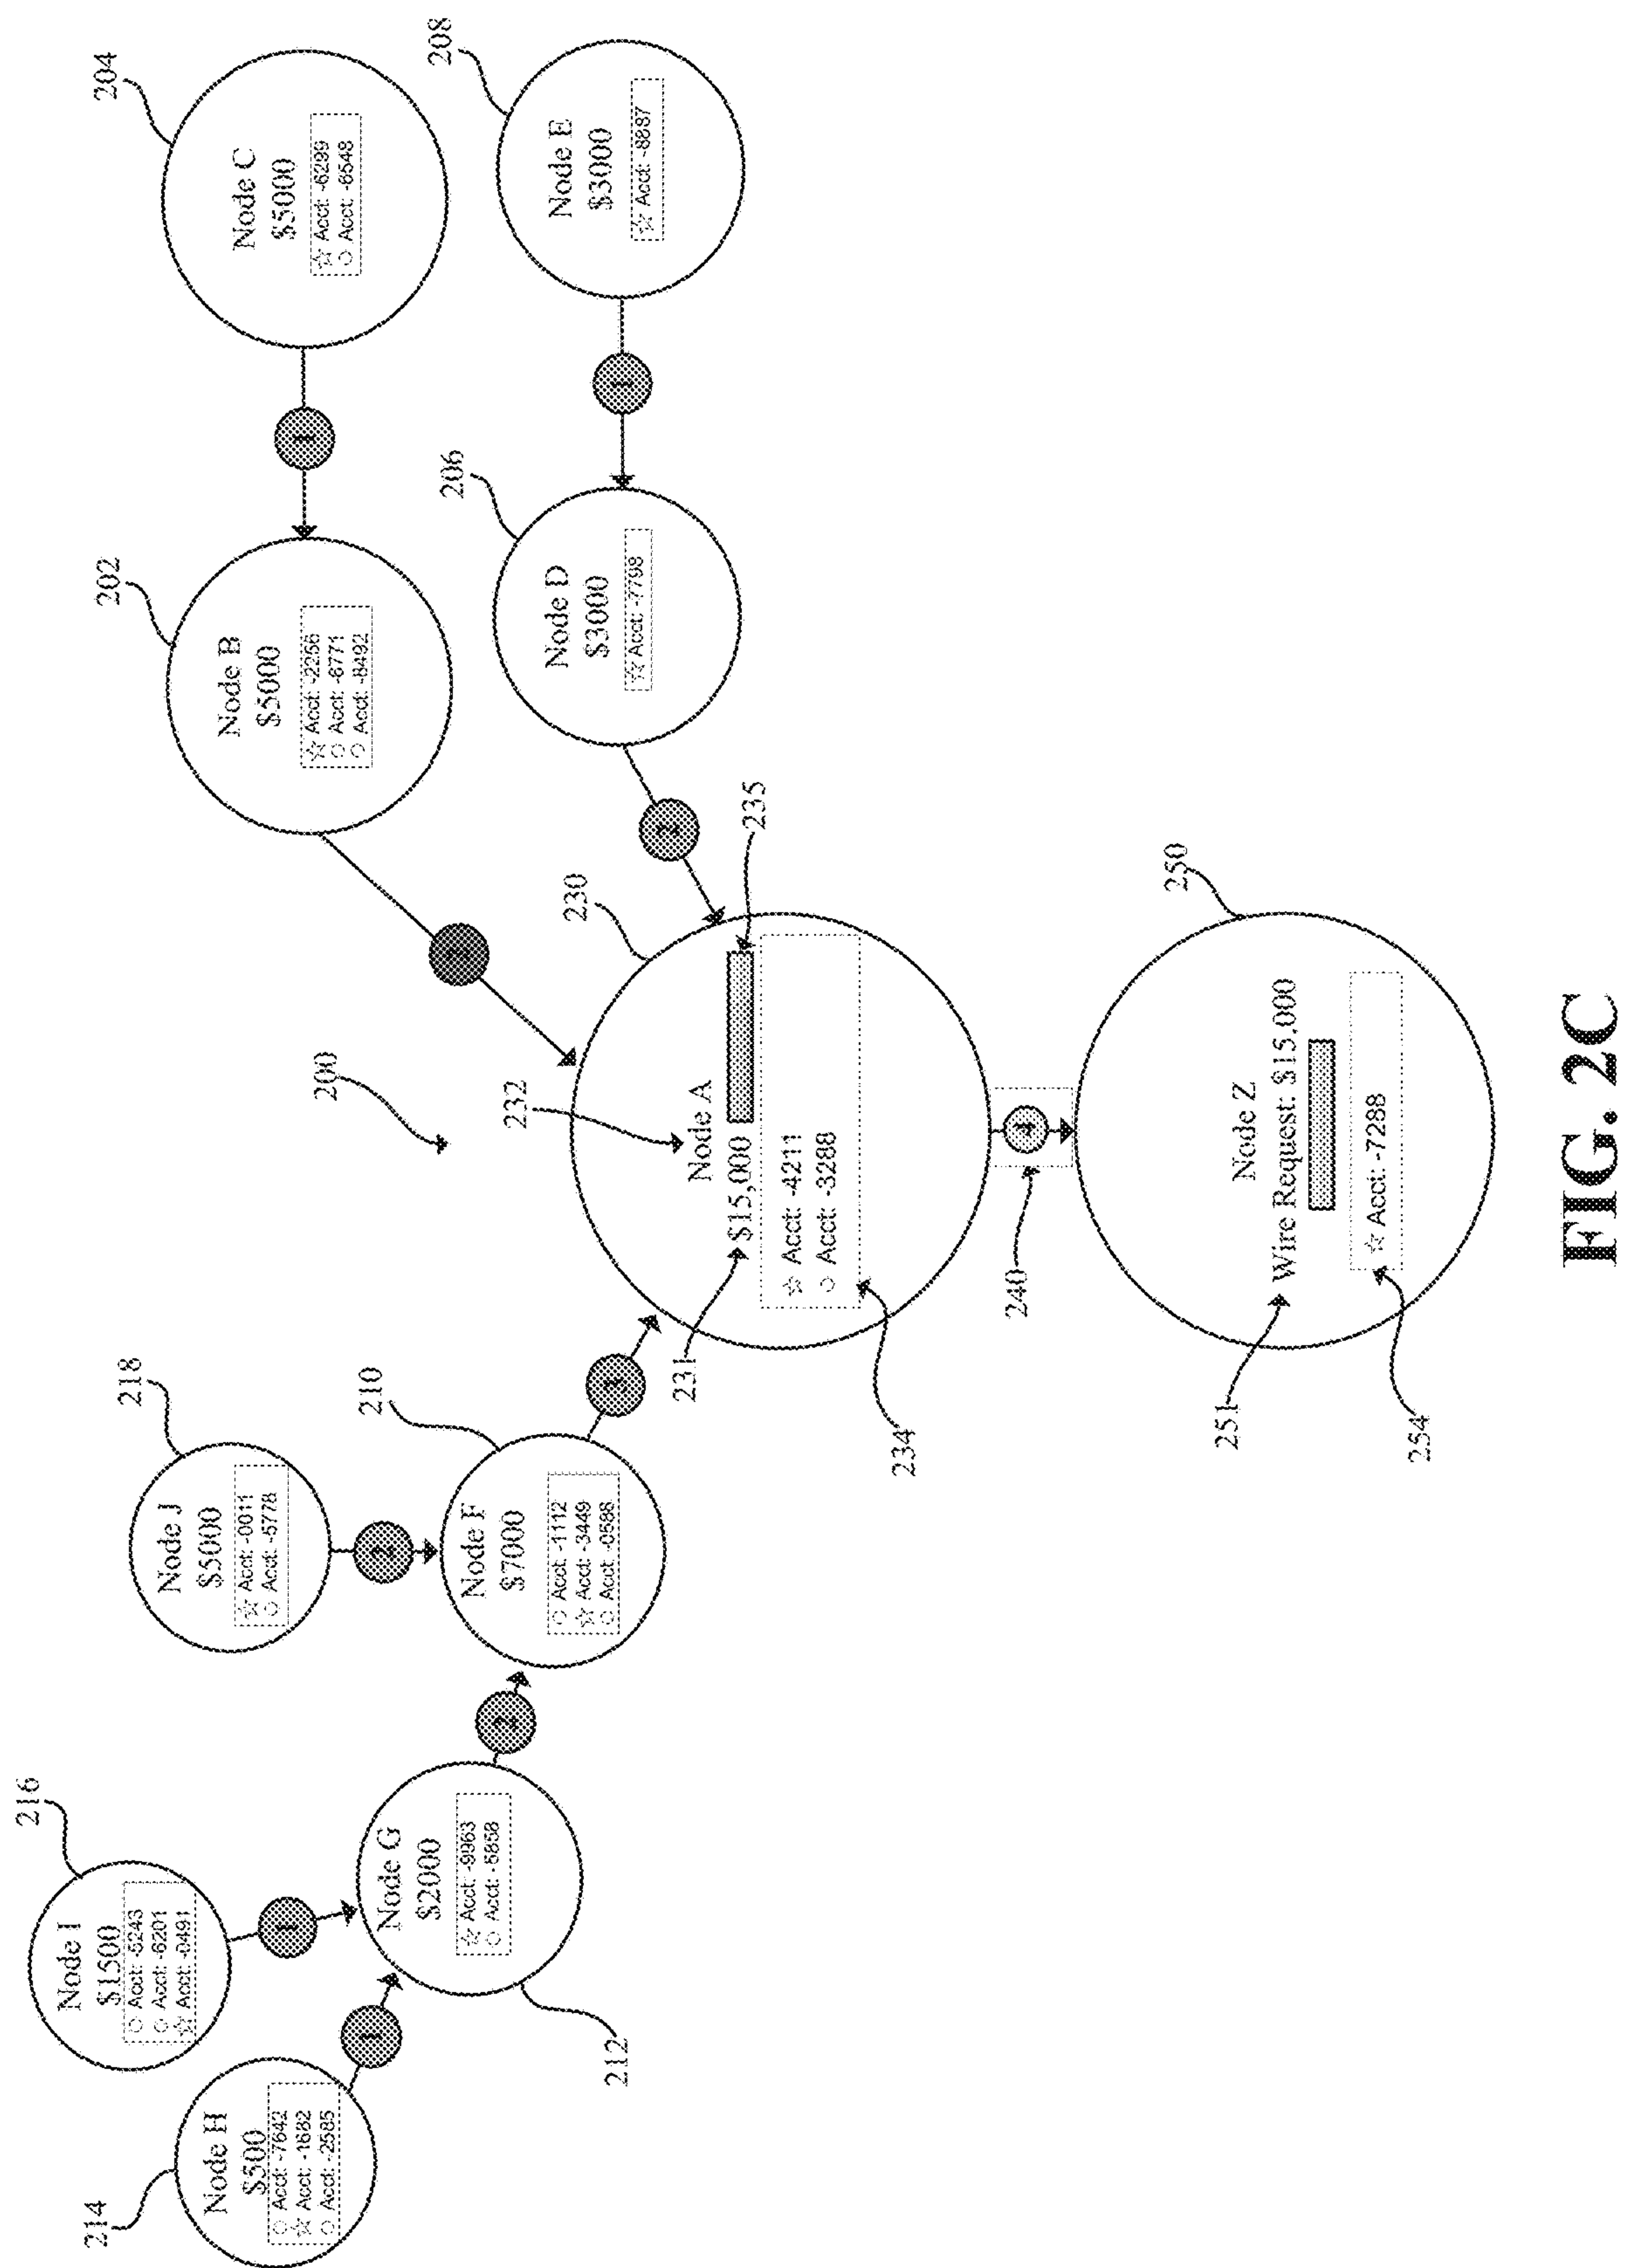 216
Node I
$1500
Acct: -5243
Acct: -6201
Acct: -0491
1
214
Node H
$500
Acct: -7642
Acct: -1682
Acct: -2585
1
212
Node G
$2000
Acct: -9963
Acct: -5858
2
218
Node J
$5000
Acct: -0011
Acct: -5778
2
210
Node F
$7000
Acct: -1112
Acct: -3449
Acct: -0588
3
200
202
Node B
$5000
Acct: -2256
Acct: -6771
Acct: -8492
1
204
Node C
$5000
Acct: -6299
Acct: -6548
206
Node D
$3000
Acct: -7798
2
1
208
Node E
$3000
Acct: -8887
230
232
Node A
231
$15,000
235
Acct: -4211
Acct: -3288
234
240
4
250
Node Z
251
Wire Request: $15,000
Acct: -7288
254
FIG. 2C